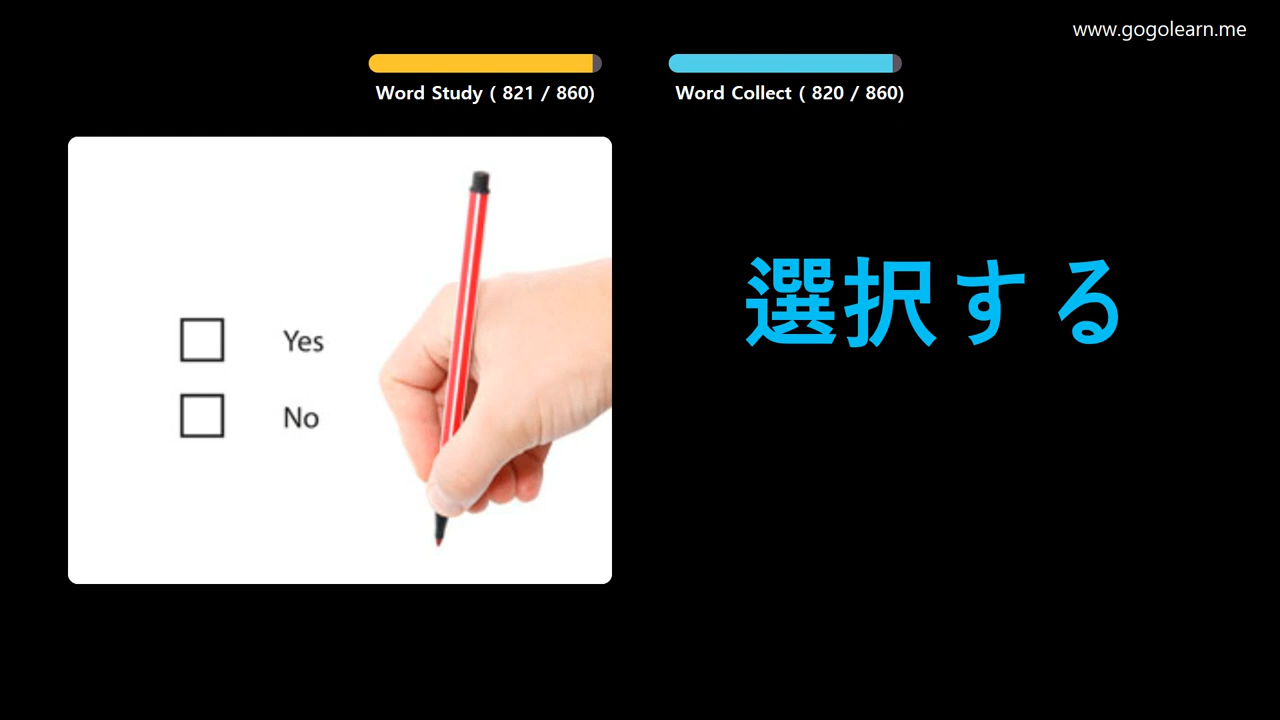 www.gogolearn.me
Word Study ( 821 / 860)
Word Collect ( 820 / 860)
選択する
Yes
No